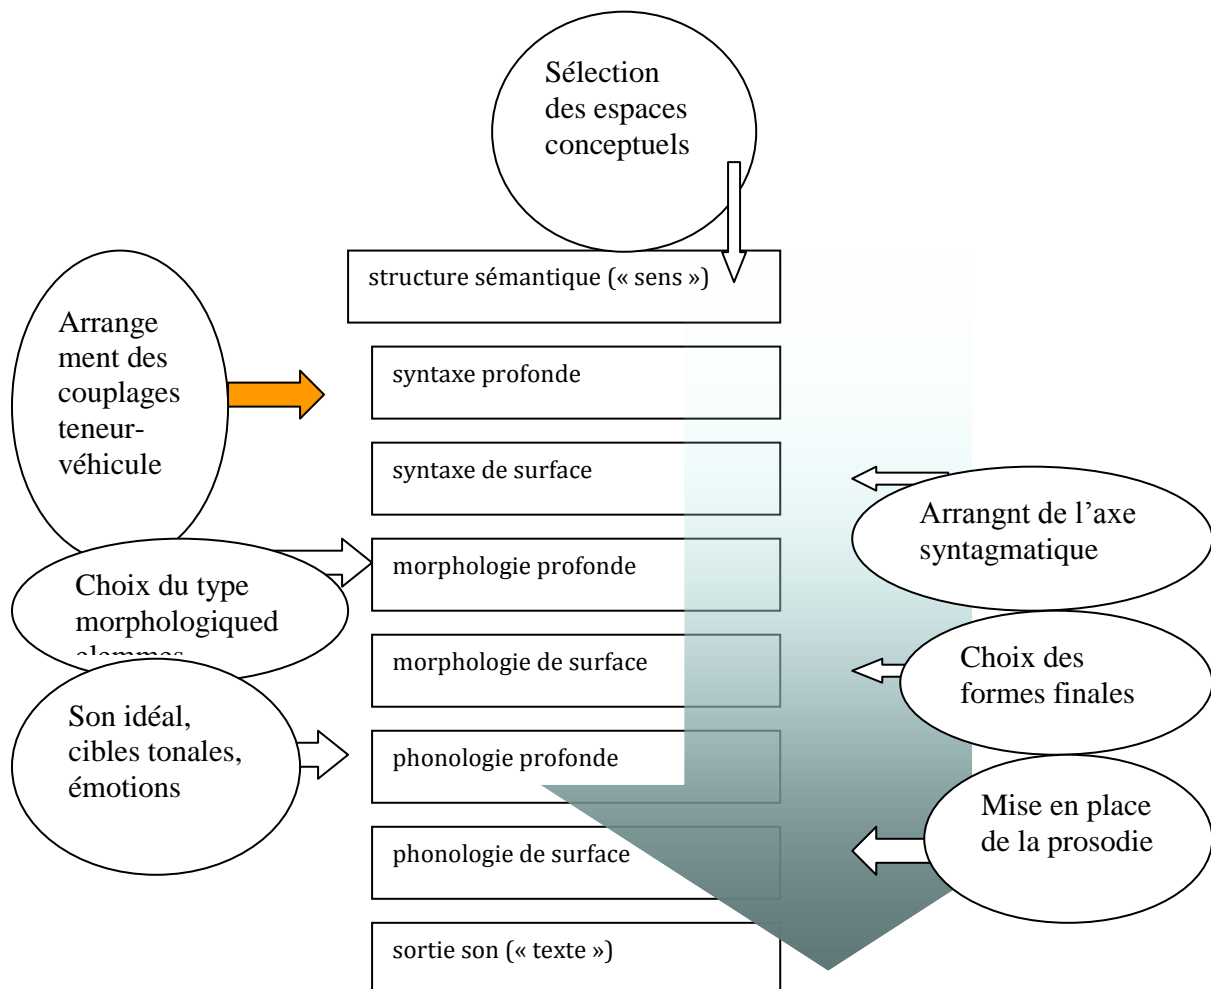 Sélection
des espaces
conceptuels
structure sémantique (« sens »)
Arrange
ment des
couplages
teneur-
véhicule
syntaxe profonde
syntaxe de surface
Arrangnt de l’axe
syntagmatique
morphologie profonde
Choix du type
morphologiqued
elemmes
morphologie de surface
Choix des
formes finales
Son idéal,
cibles tonales,
émotions
phonologie profonde
Mise en place
de la prosodie
phonologie de surface
sortie son (« texte »)